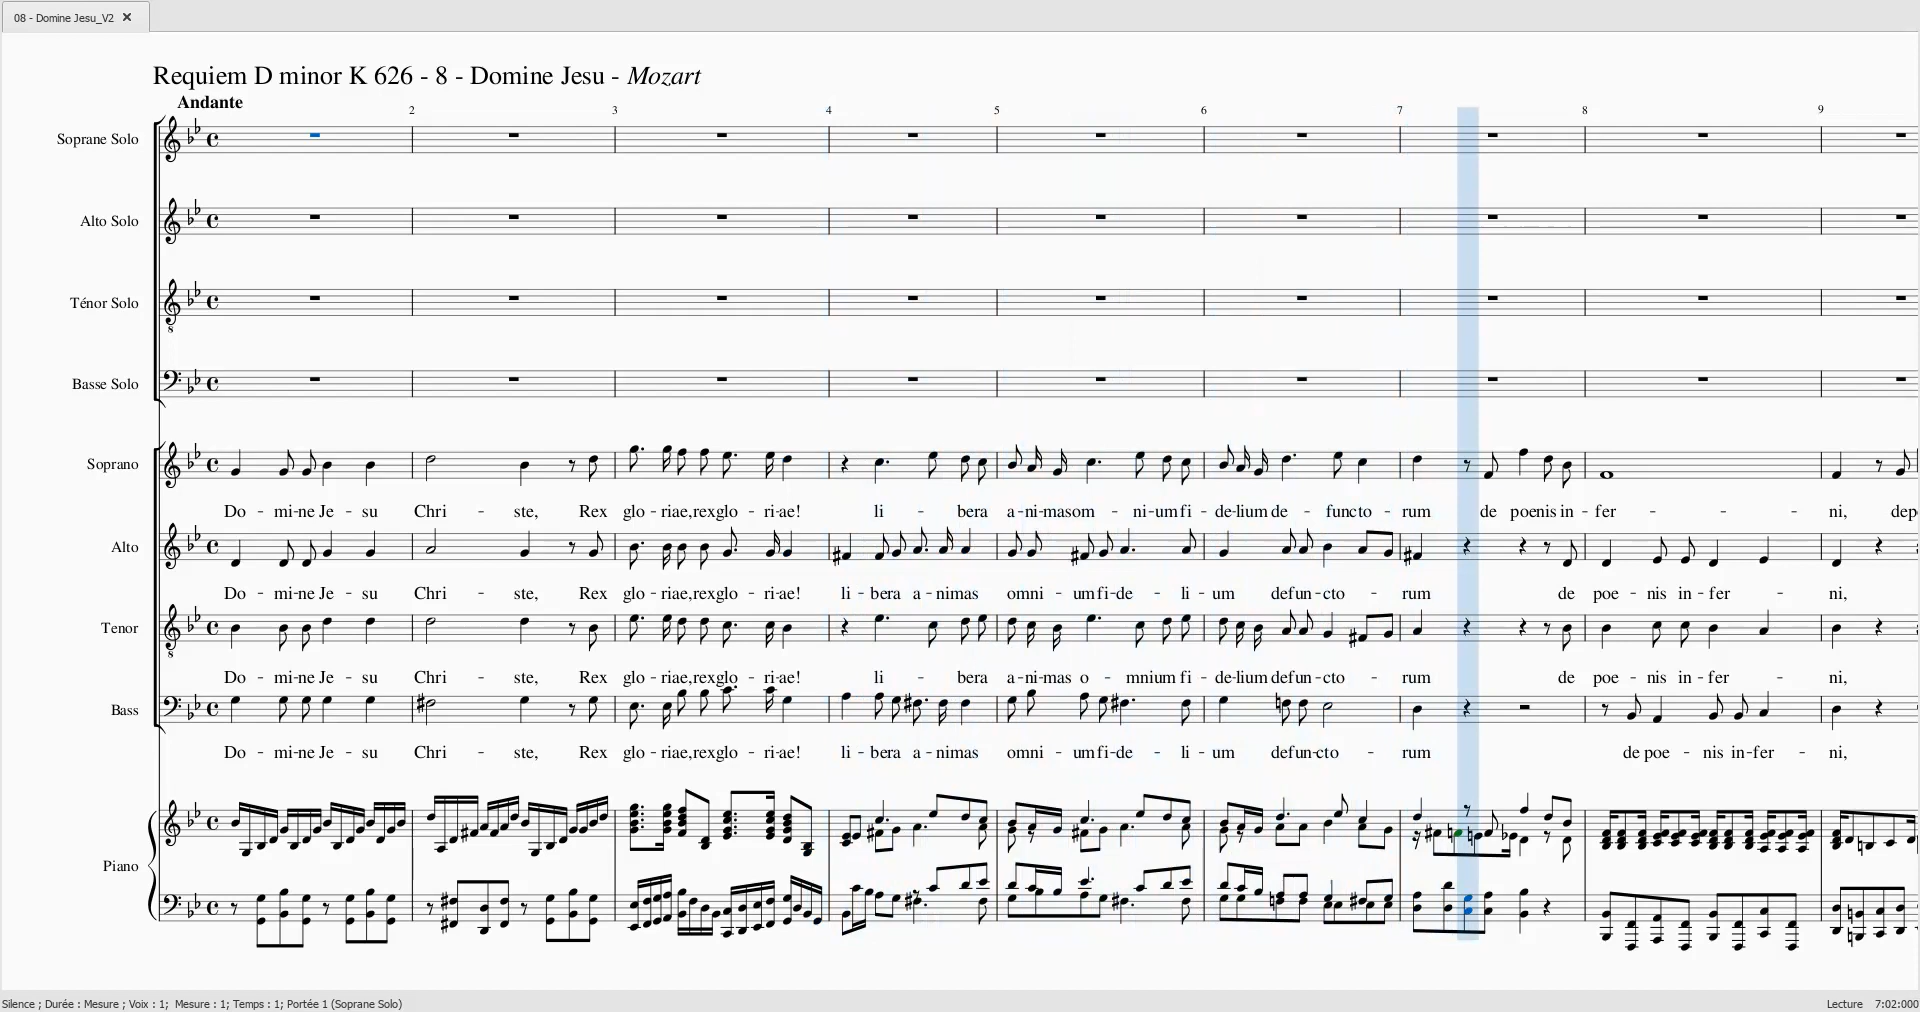 08 - Domine Jesu_V2 ✕
Requiem D minor K 626 - 8 - Domine Jesu - Mozart
Andante
2 3 4 5 6 7 8 9
Soprane Solo
Alto Solo
Ténor Solo
Basse Solo
Soprano
Do - mi-ne Je - su Chri - ste, Rex glo - riae,rexglo - ri-ae! li - bera a-ni-masom - ni-umfi-de-lium de - functo - rum de poenis in-fer - - - ni, dep
Alto
Do - mi-ne Je - su Chri - ste, Rex glo - riae,rexglo - ri-ae! li - bera a - nimas omni - umfi-de - li - um defun-cto - rum de poe - nis in-fer - ni,
Tenor
Do - mi-ne Je - su Chri - ste, Rex glo - riae,rexglo - ri-ae! li - bera a-ni-mas o - mnium fi-de-lium defun-cto - rum de poe - nis in-fer - ni,
Bass
Do - mi-ne Je - su Chri - ste, Rex glo - riae,rexglo - ri-ae! li - bera a - nimas omni - umfi-de - li - um defun-cto - rum de poe - nis in-fer - ni,
Piano
Silence ; Durée : Mesure ; Voix : 1; Mesure : 1; Temps : 1; Portée 1 (Soprane Solo) Lecture 7:02:000